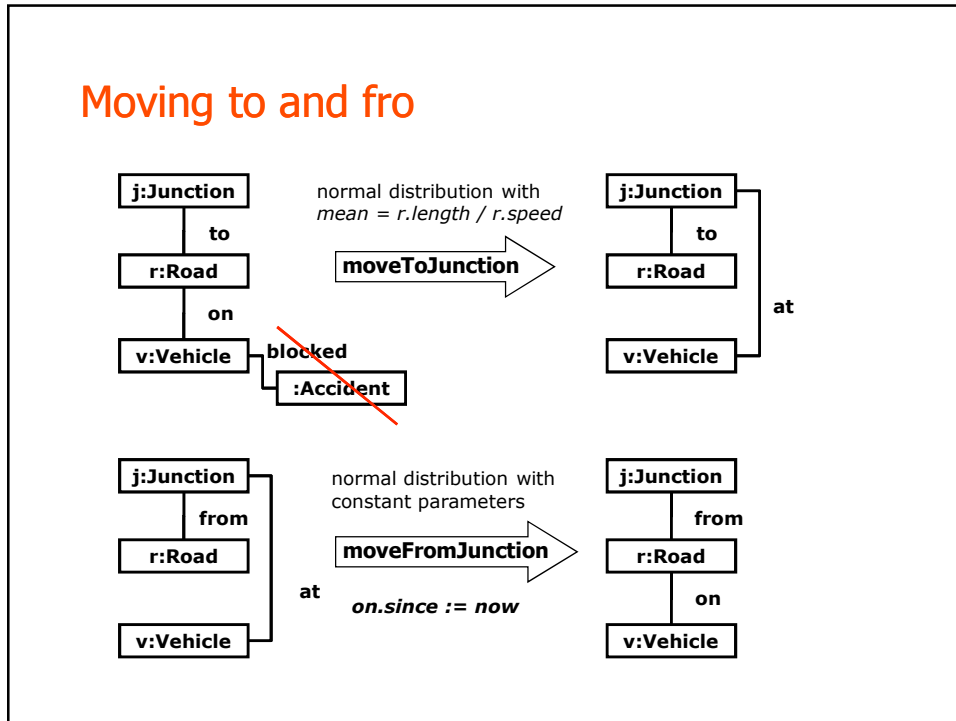 Moving to and fro
j:Junction
to
r:Road
on
v:Vehicle
blocked
:Accident
normal distribution with
mean = r.length / r.speed
moveToJunction
j:Junction
to
r:Road
at
v:Vehicle
j:Junction
from
r:Road
at
v:Vehicle
normal distribution with
constant parameters
moveFromJunction
on.since := now
j:Junction
from
r:Road
on
v:Vehicle